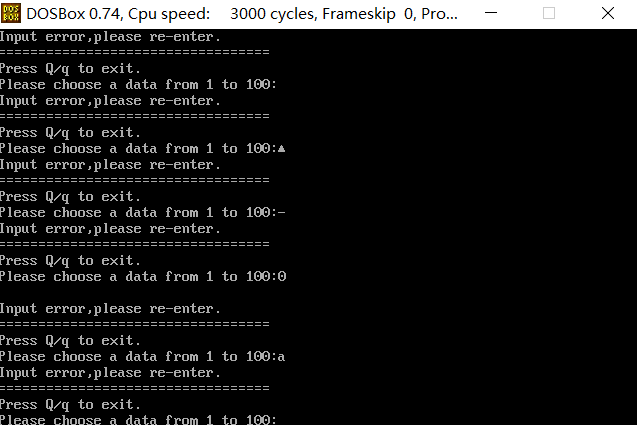 DOS
BOX
DOSBox 0.74, Cpu speed:    3000 cycles, Frameskip  0, Pro...
Input error,please re-enter.
==================================
Press Q/q to exit.
Please choose a data from 1 to 100:
Input error,please re-enter.
==================================
Press Q/q to exit.
Please choose a data from 1 to 100:▲
Input error,please re-enter.
==================================
Press Q/q to exit.
Please choose a data from 1 to 100:-
Input error,please re-enter.
==================================
Press Q/q to exit.
Please choose a data from 1 to 100:0
Input error,please re-enter.
==================================
Press Q/q to exit.
Please choose a data from 1 to 100:a
Input error,please re-enter.
==================================
Press Q/q to exit.
Please choose a data from 1 to 100: